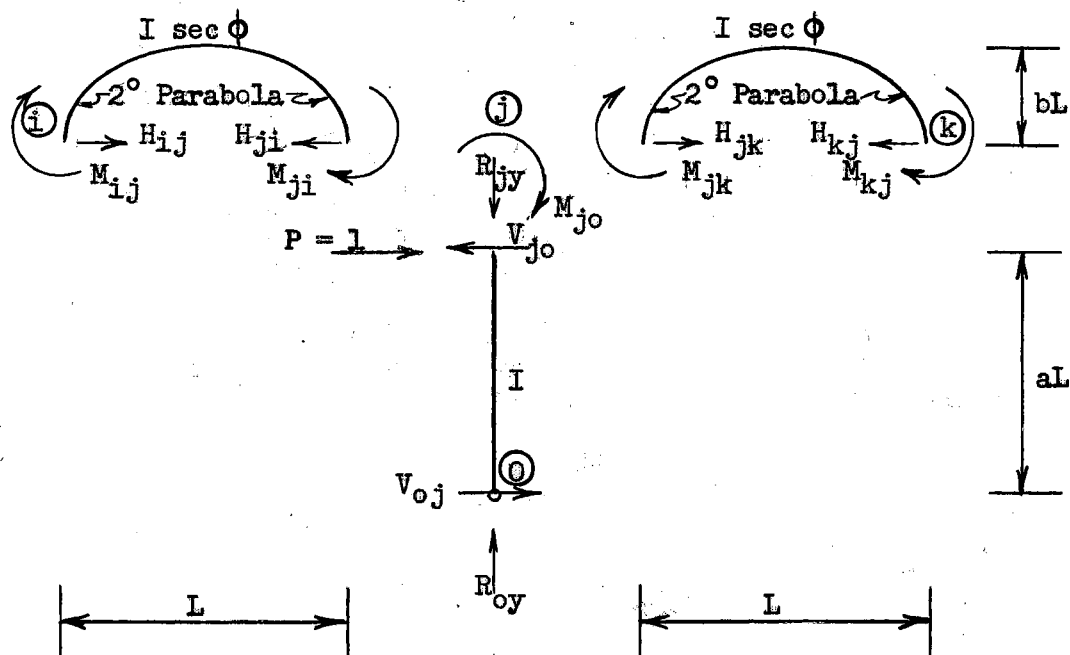 I sec ϕ
I sec ϕ
2° Parabola
2° Parabola
bL
i
H_ij
H_ji
j
H_jk
H_kj
k
M_ij
M_ji
R_jy
M_jo
M_jk
M_kj
P = 1
V_jo
I
aL
O
V_oj
R_oy
L
L